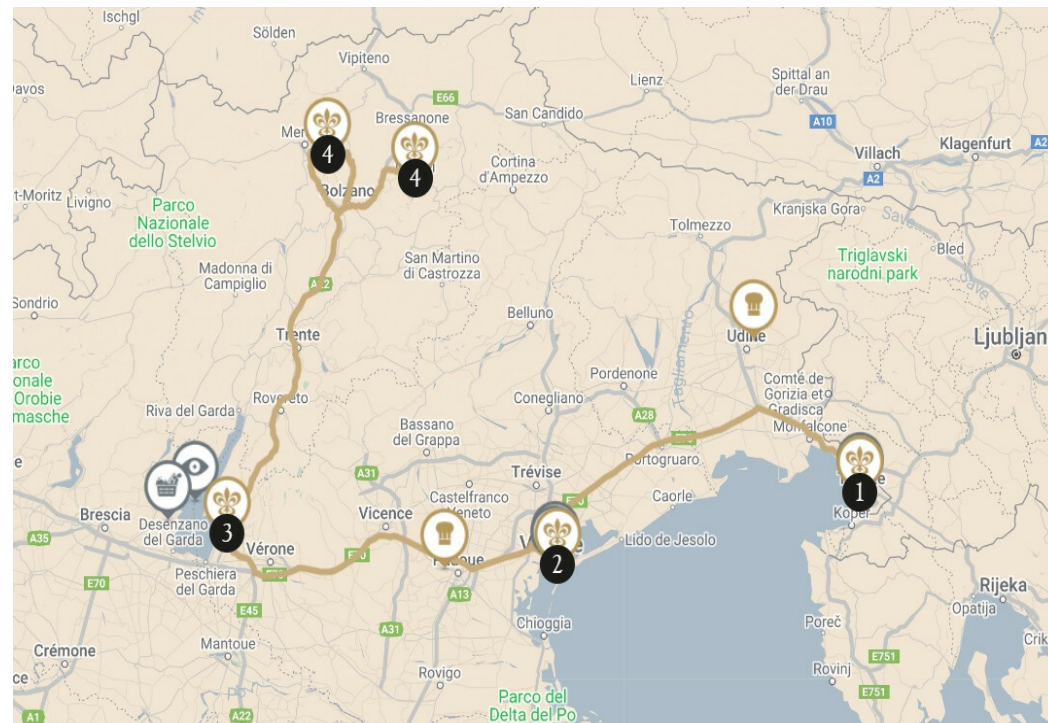 Ischgl
Sölden
Vipiteno
Davos
E66
Lienz
Spittal an
der Drau
A10
Bressanone
San Candido
Mer
4
4
Villach
Klagenfurt
A2
Cortina
d'Ampezzo
Bolzano
Livigno
Parco
Nazionale
dello Stelvio
Kranjska Gora
Save
Save
Bled
Tolmezzo
Triglavski
narodni park
San Martino
di Castrozza
Madonna di
Campiglio
Sondrio
Belluno
Trente
Udine
Tagliamento
Ljubljan
Pordenone
Comté de
Gorizia et
Gradisca
Monfalcone
Riva del Garda
Rovereto
Conegliano
A28
Bassano
del Grappa
Portogruaro
Trévise
A31
Castelfranco
Veneto
Caorle
1
Koper
Brescia
Desenzano
del Garda
3
Vicence
2
Lido de Jesolo
A35
Vérone
E70
Peschiera
del Garda
A13
Rijeka
Opatija
E45
Chioggia
Poreč
Crémone
Mantoue
A31
Rovigo
E751
Rovinj
E751
Parco del
Delta del Po
A1
A22